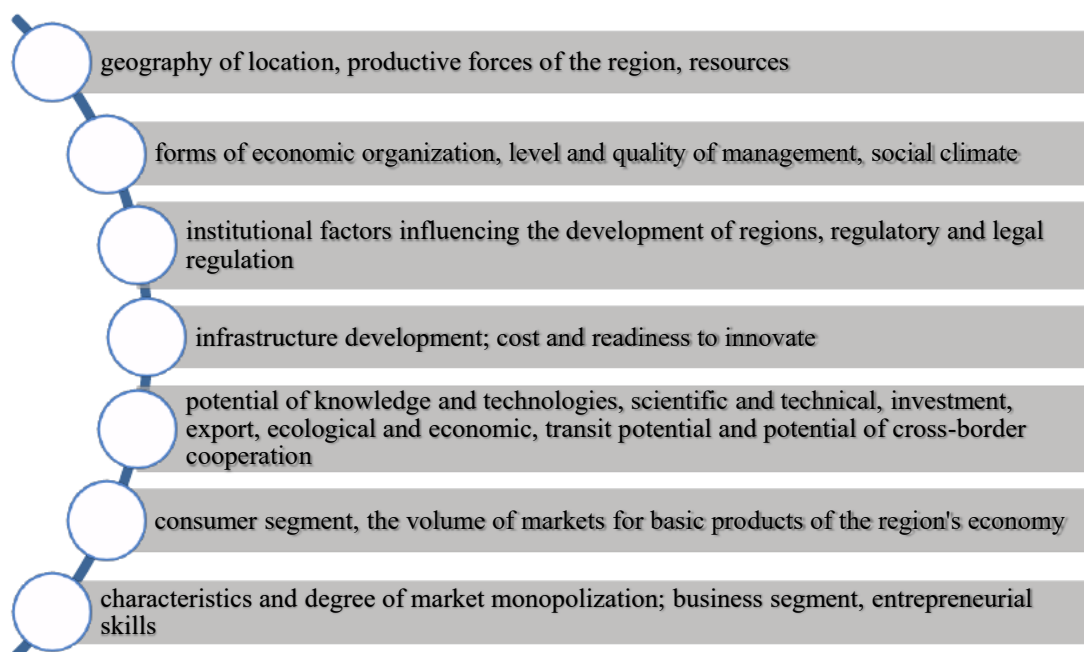 geography of location, productive forces of the region, resources
forms of economic organization, level and quality of management, social climate
institutional factors influencing the development of regions, regulatory and legal
regulation
infrastructure development; cost and readiness to innovate
potential of knowledge and technologies, scientific and technical, investment,
export, ecological and economic, transit potential and potential of cross-border
cooperation
consumer segment, the volume of markets for basic products of the region's economy
characteristics and degree of market monopolization; business segment, entrepreneurial
skills